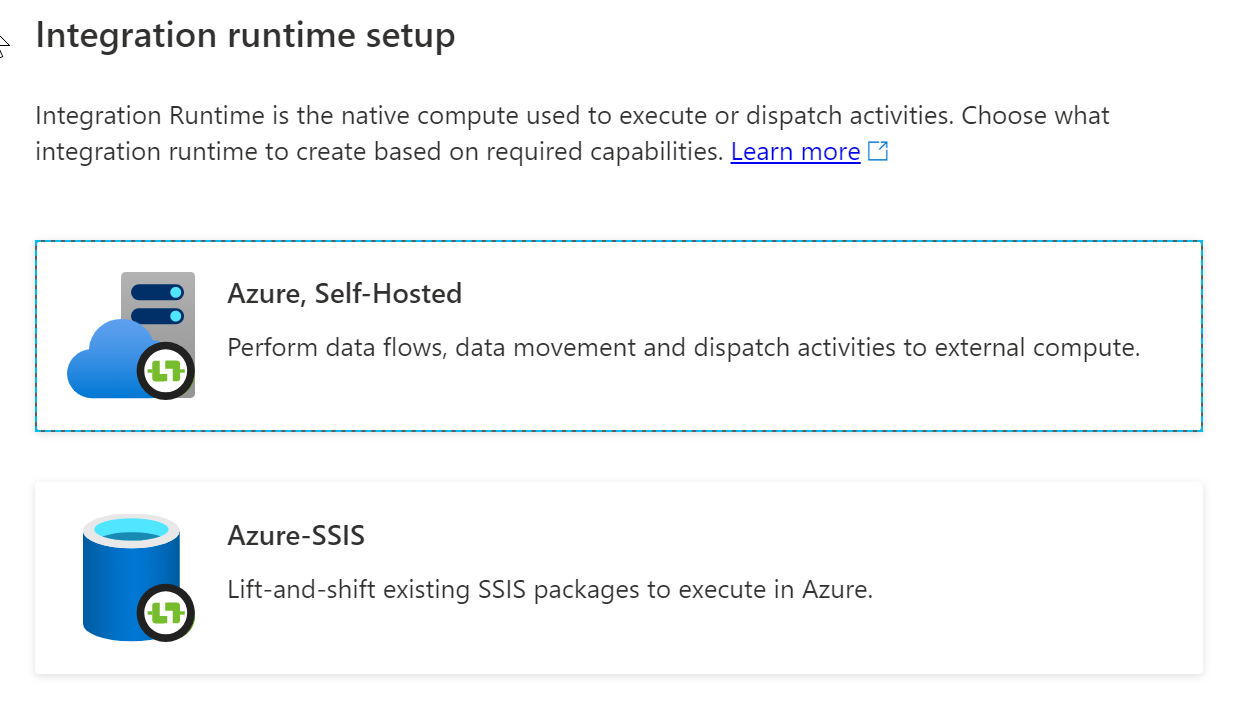 Integration runtime setup
Integration Runtime is the native compute used to execute or dispatch activities. Choose what
integration runtime to create based on required capabilities. Learn more
Azure, Self-Hosted
Perform data flows, data movement and dispatch activities to external compute.
Azure-SSIS
Lift-and-shift existing SSIS packages to execute in Azure.